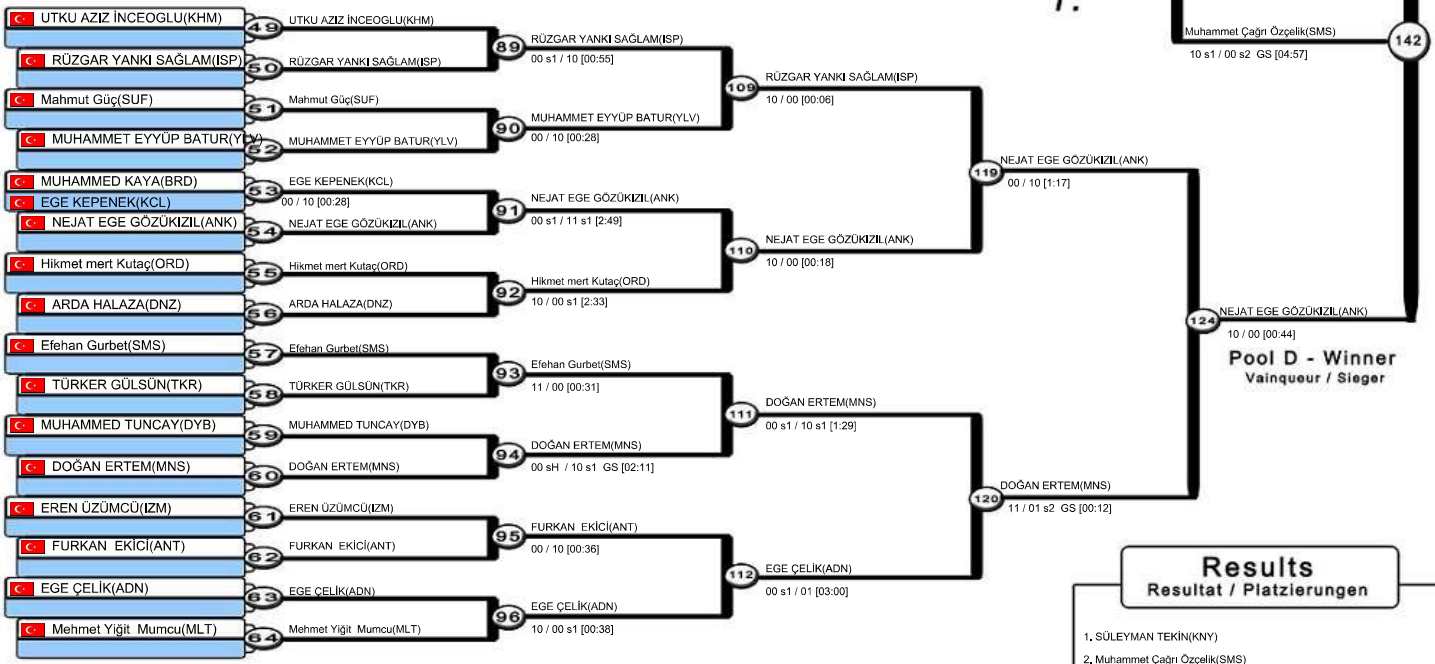 1.
Muhammet Çağrı Özçelik(SMS)
10 s1 / 00 s2 GS [04:57]
142
UTKU AZIZ İNCEOGLU(KHM)
49
UTKU AZIZ İNCEOGLU(KHM)
RÜZGAR YANKI SAĞLAM(ISP)
50
RÜZGAR YANKI SAĞLAM(ISP)
89
RÜZGAR YANKI SAĞLAM(ISP)
00 s1 / 10 [00:55]
Mahmut Güç(SUF)
51
Mahmut Güç(SUF)
MUHAMMET EYYÜP BATUR(YLV)
52
MUHAMMET EYYÜP BATUR(YLV)
90
MUHAMMET EYYÜP BATUR(YLV)
00 / 10 [00:28]
109
RÜZGAR YANKI SAĞLAM(ISP)
10 / 00 [00:06]
MUHAMMED KAYA(BRD)
EGE KEPENEK(KCL)
53
EGE KEPENEK(KCL)
00 / 10 [00:28]
NEJAT EGE GÖZÜKIZIL(ANK)
54
NEJAT EGE GÖZÜKIZIL(ANK)
91
NEJAT EGE GÖZÜKIZIL(ANK)
00 s1 / 11 s1 [2:49]
Hikmet mert Kutaç(ORD)
55
Hikmet mert Kutaç(ORD)
ARDA HALAZA(DNZ)
56
ARDA HALAZA(DNZ)
92
Hikmet mert Kutaç(ORD)
10 / 00 s1 [2:33]
110
NEJAT EGE GÖZÜKIZIL(ANK)
10 / 00 [00:18]
119
NEJAT EGE GÖZÜKIZIL(ANK)
00 / 10 [1:17]
Efehan Gurbet(SMS)
57
Efehan Gurbet(SMS)
TÜRKER GÜLSÜN(TKR)
58
TÜRKER GÜLSÜN(TKR)
93
Efehan Gurbet(SMS)
11 / 00 [00:31]
MUHAMMED TUNCAY(DYB)
59
MUHAMMED TUNCAY(DYB)
DOĞAN ERTEM(MNS)
60
DOĞAN ERTEM(MNS)
94
DOĞAN ERTEM(MNS)
00 sH / 10 s1 GS [02:11]
111
DOĞAN ERTEM(MNS)
00 s1 / 10 s1 [1:29]
EREN ÜZÜMCÜ(IZM)
61
EREN ÜZÜMCÜ(IZM)
FURKAN EKİCİ(ANT)
62
FURKAN EKİCİ(ANT)
95
FURKAN EKİCİ(ANT)
00 / 10 [00:36]
EGE ÇELİK(ADN)
63
EGE ÇELİK(ADN)
Mehmet Yiğit Mumcu(MLT)
64
Mehmet Yiğit Mumcu(MLT)
96
EGE ÇELİK(ADN)
10 / 00 s1 [00:38]
112
EGE ÇELİK(ADN)
00 s1 / 01 [03:00]
120
DOĞAN ERTEM(MNS)
11 / 01 s2 GS [00:12]
124
NEJAT EGE GÖZÜKIZIL(ANK)
10 / 00 [00:44]
Pool D - Winner
Vainqueur / Sieger
Results
Resultat / Platzierungen
1. SÜLEYMAN TEKİN(KNY)
2. Muhammet Çağrı Özçelik(SMS)